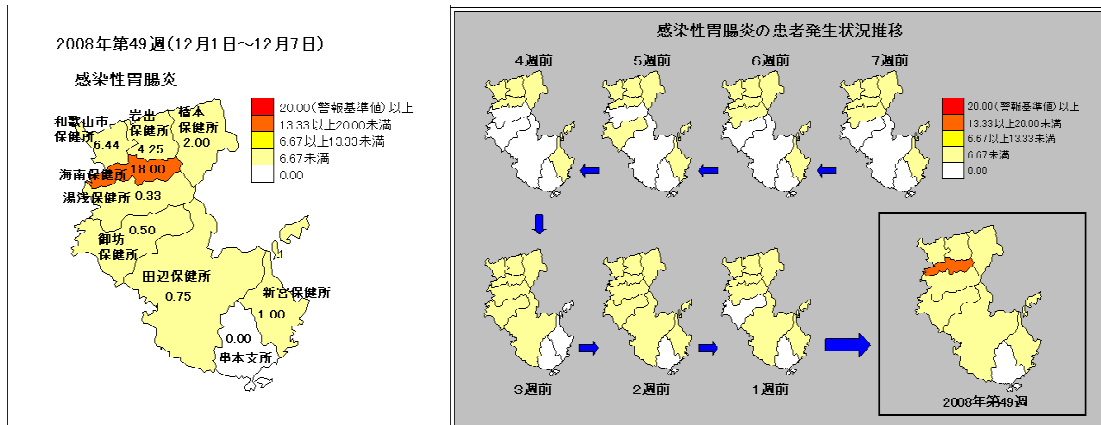 2008年第49週(12月1日～12月7日)
感染性胃腸炎
20.00(警報基準値)以上
13.33以上20.00未満
6.67以上13.33未満
6.67未満
0.00
和歌山市
保健所
6.44
岩出
保健所
4.25
橋本
保健所
2.00
海南保健所
18.00
湯浅保健所
0.33
御坊
保健所
0.50
田辺保健所
0.75
新宮保健所
1.00
0.00
串本支所
感染性胃腸炎の患者発生状況推移
4週前
5週前
6週前
7週前
20.00(警報基準値)以上
13.33以上20.00未満
6.67以上13.33未満
6.67未満
0.00
3週前
2週前
1週前
2008年第49週